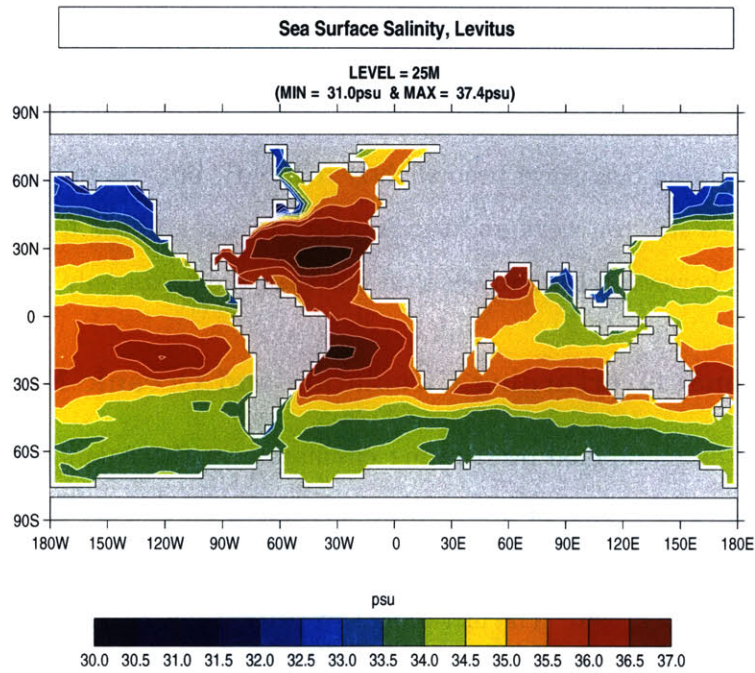 Sea Surface Salinity, Levitus
LEVEL = 25M
(MIN = 31.0psu & MAX = 37.4psu)
90N
60N
30N
0
30S
60S
90S
180W 150W 120W 90W 60W 30W 0 30E 60E 90E 120E 150E 180E
psu
30.0 30.5 31.0 31.5 32.0 32.5 33.0 33.5 34.0 34.5 35.0 35.5 36.0 36.5 37.0